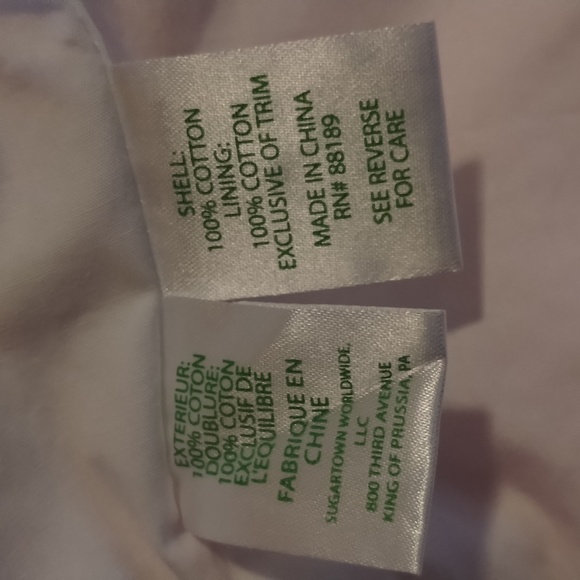 SHELL:
100% COTTON
LINING:
100% COTTON
EXCLUSIVE OF TRIM
MADE IN CHINA
RN# 88189
SEE REVERSE
FOR CARE
EXTERIEUR:
100% COTON
DOUBLURE:
100% COTON
EXCLUSIF DE
L'EQUILIBRE
FABRIQUE EN
CHINE
SUGARTOWN WORLDWIDE,
LLC
800 THIRD AVENUE
KING OF PRUSSIA, PA